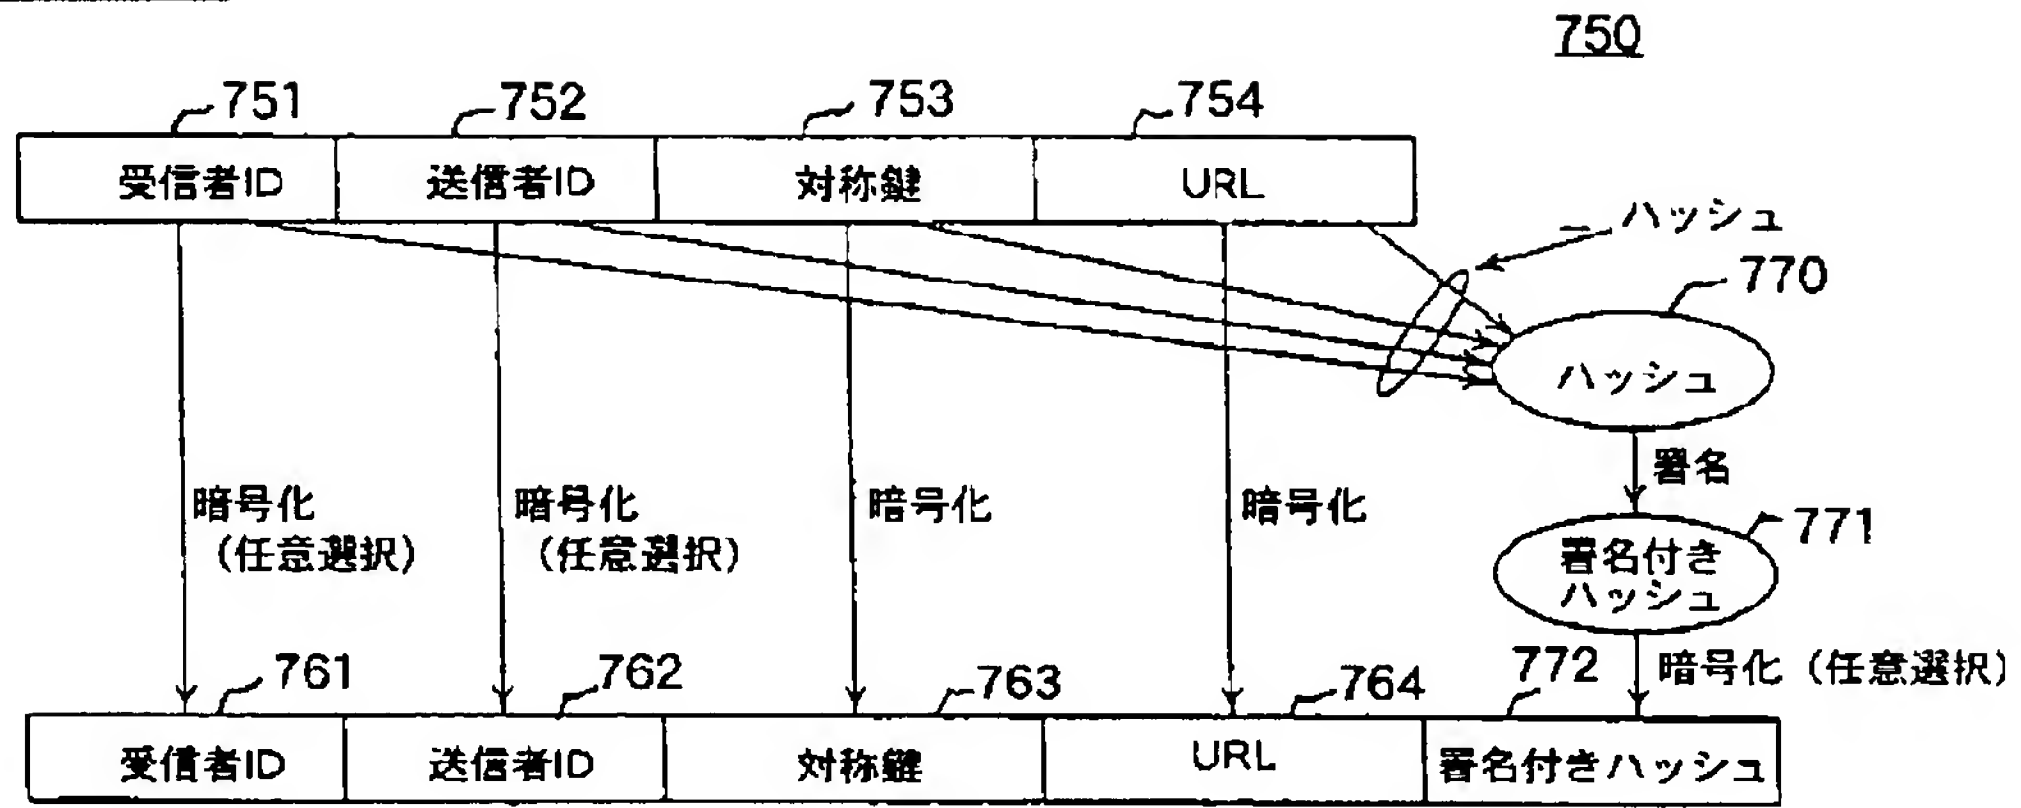 750
751
752
753
754
受信者ID
送信者ID
対称鍵
URL
ハッシュ
770
ハッシュ
署名
暗号化
(任意選択)
暗号化
(任意選択)
暗号化
暗号化
771
署名付き
ハッシュ
761
762
763
764
772
暗号化 (任意選択)
受信者ID
送信者ID
対称鍵
URL
署名付きハッシュ